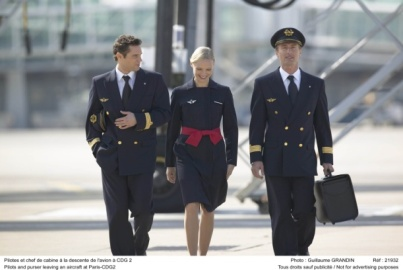 Pilotes et chef de cabine à la descente de l'avion à CDG 2
Photo : Guillaume GRANDIN
Réf : 21932
Pilots and purser leaving an aircraft at Paris-CDG2
Tous droits sauf publicité / Not for advertising purposes